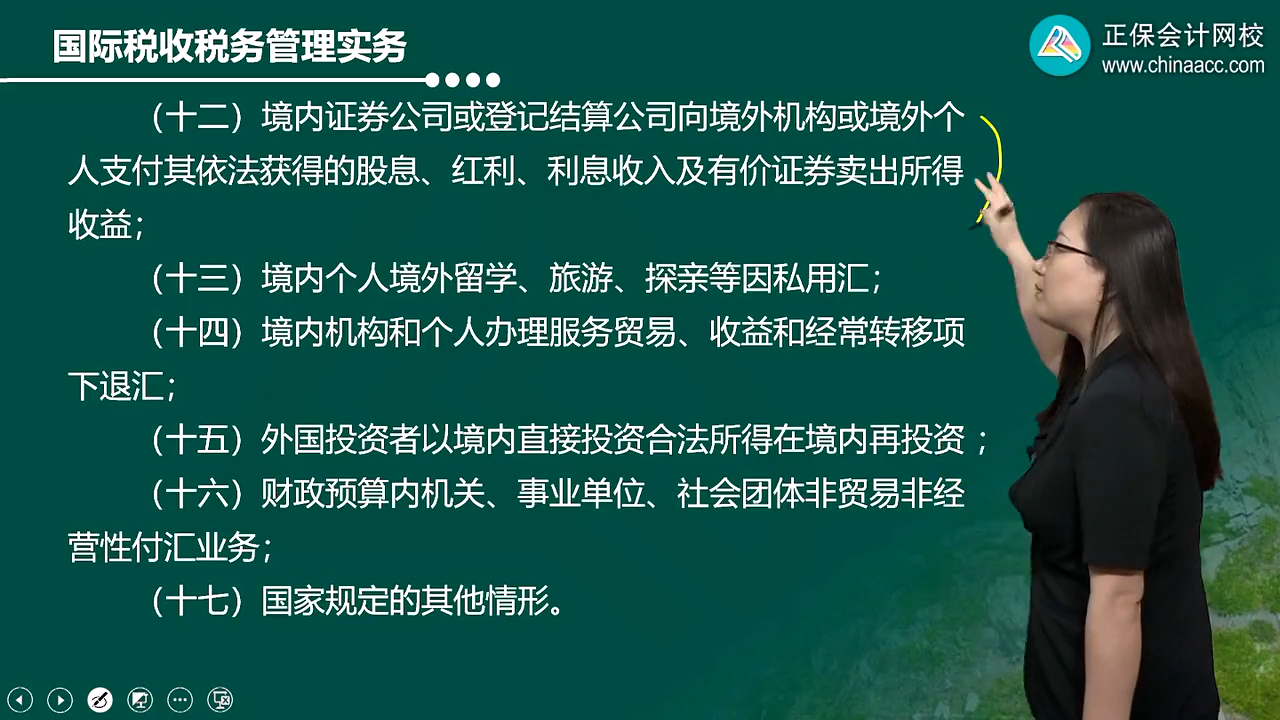 国际税收税务管理实务
正保会计网校
www.chinaacc.com
（十二）境内证券公司或登记结算公司向境外机构或境外个
人支付其依法获得的股息、红利、利息收入及有价证券卖出所得
收益；
（十三）境内个人境外留学、旅游、探亲等因私用汇；
（十四）境内机构和个人办理服务贸易、收益和经常转移项
下退汇；
（十五）外国投资者以境内直接投资合法所得在境内再投资；
（十六）财政预算内机关、事业单位、社会团体非贸易非经
营性付汇业务；
（十七）国家规定的其他情形。